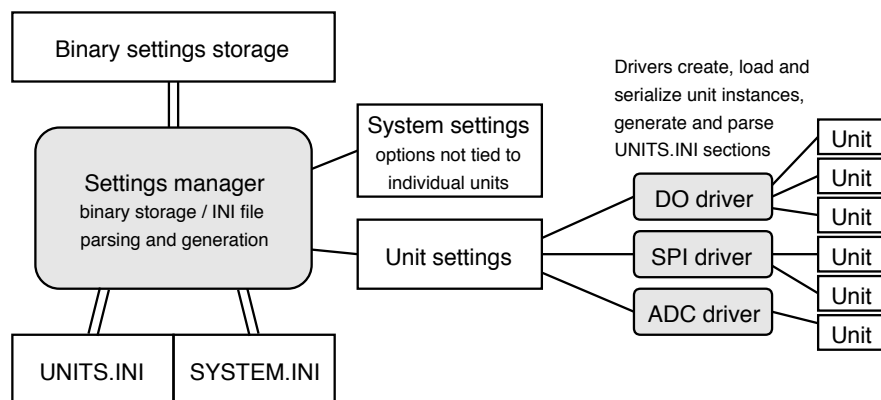 Binary settings storage
Settings manager
binary storage / INI file
parsing and generation
UNITS.INI
SYSTEM.INI
System settings
options not tied to
individual units
Unit settings
Drivers create, load and
serialize unit instances,
generate and parse
UNITS.INI sections
DO driver
SPI driver
ADC driver
Unit
Unit
Unit
Unit
Unit
Unit